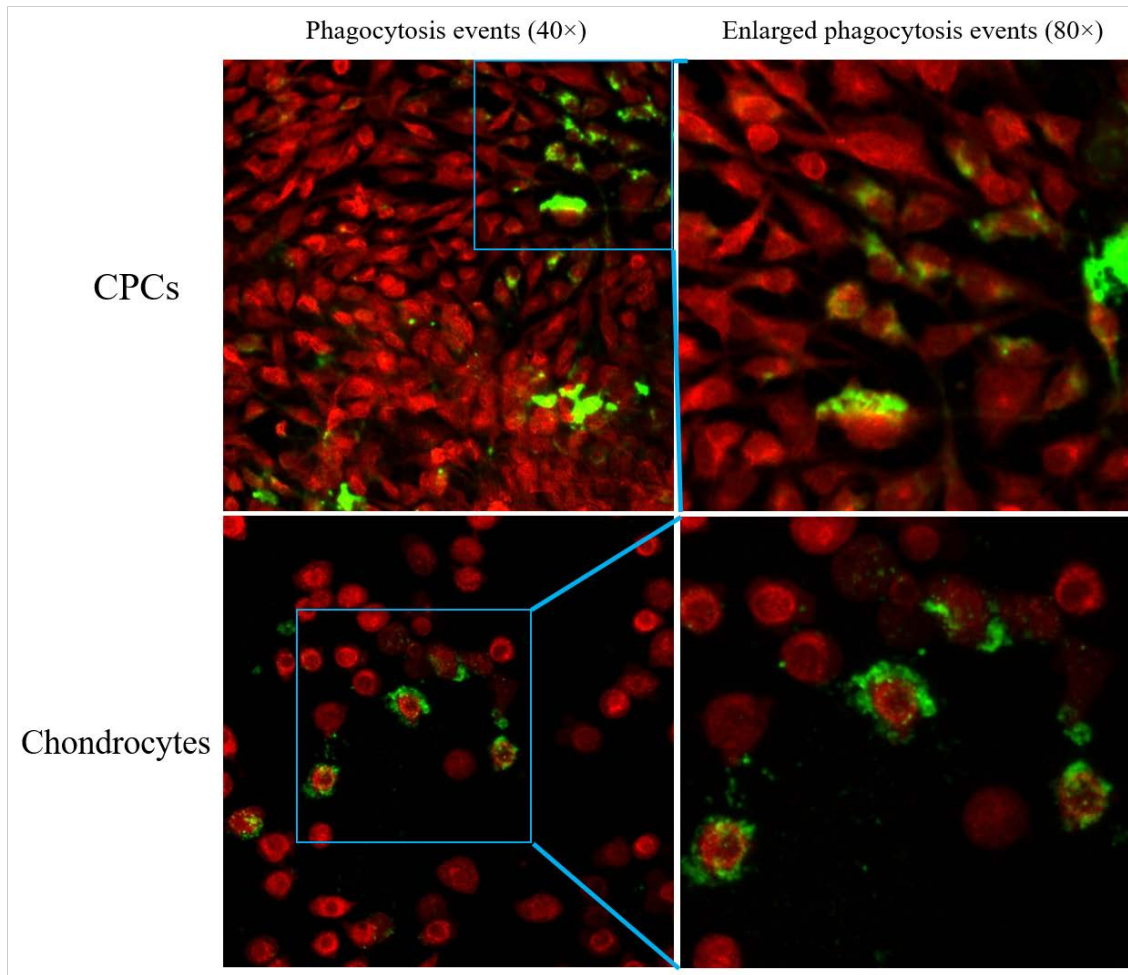 Phagocytosis events (40×)
Enlarged phagocytosis events (80×)
CPCs
Chondrocytes